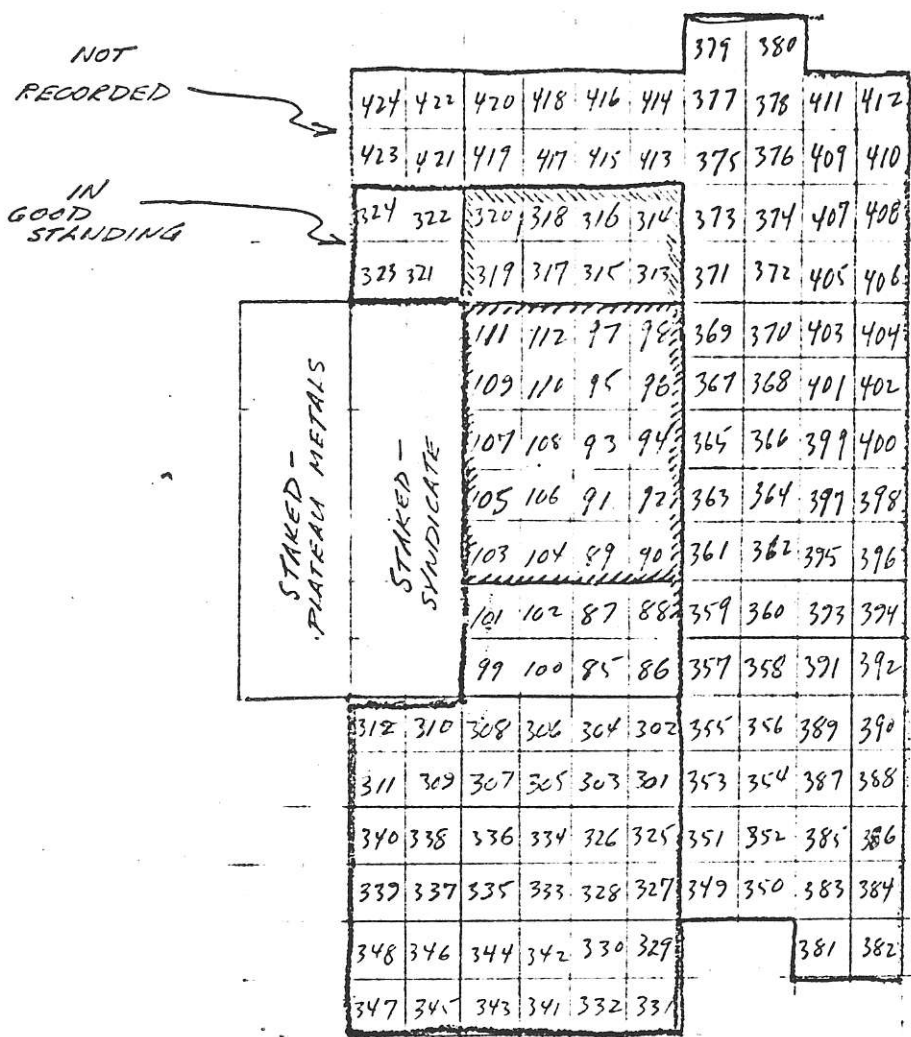 379 380
NOT
RECORDED
424 422 420 418 416 414 377 378 411 412
423 421 419 417 415 413 375 376 409 410
IN
GOOD
STANDING
324 322 320 318 316 314 373 374 407 408
323 321 319 317 315 313 371 372 405 406
111 112 97 98 369 370 403 404
109 110 95 96 367 368 401 402
107 108 93 94 365 366 399 400
105 106 91 92 363 364 397 398
103 104 89 90 361 362 395 396
101 102 87 88 359 360 393 394
99 100 85 86 357 358 391 392
STAKED -
PLATEAU METALS
STAKED -
SYNDICATE
312 310 308 306 304 302 355 356 389 390
311 309 307 305 303 301 353 354 387 388
340 338 336 334 326 325 351 352 385 386
339 337 335 333 328 327 349 350 383 384
348 346 344 342 330 329 381 382
347 345 343 341 332 331